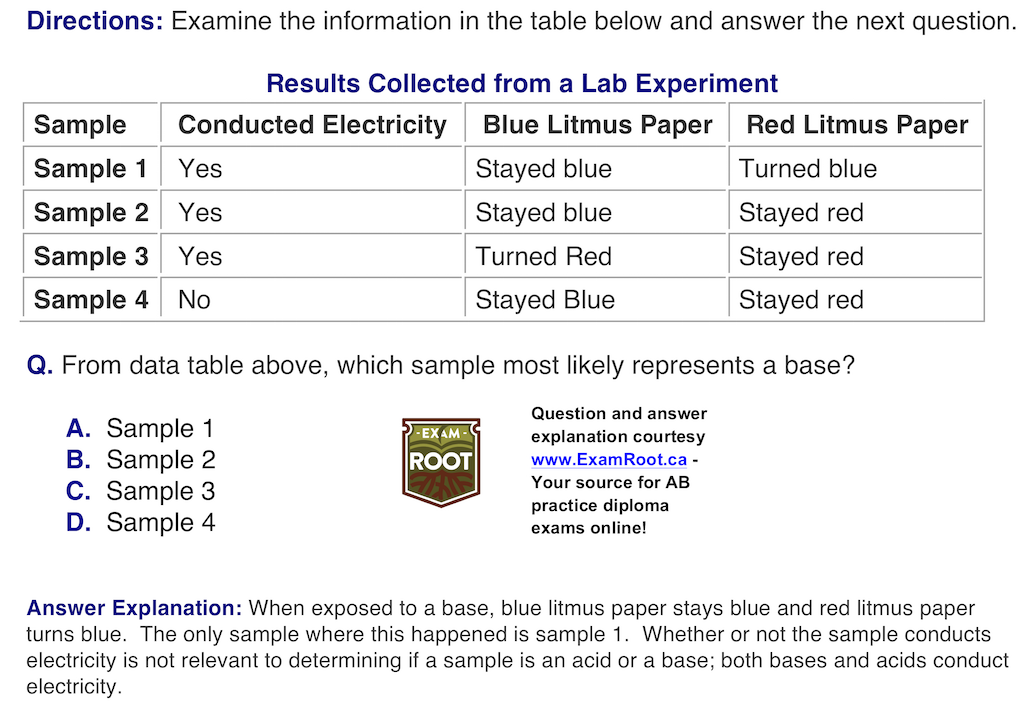 Directions: Examine the information in the table below and answer the next question.
Results Collected from a Lab Experiment
Sample Conducted Electricity Blue Litmus Paper Red Litmus Paper
Sample 1 Yes Stayed blue Turned blue
Sample 2 Yes Stayed blue Stayed red
Sample 3 Yes Turned Red Stayed red
Sample 4 No Stayed Blue Stayed red
Q. From data table above, which sample most likely represents a base?
A. Sample 1
B. Sample 2
C. Sample 3
D. Sample 4
-EXAM-
ROOT
Question and answer
explanation courtesy
www.ExamRoot.ca -
Your source for AB
practice diploma
exams online!
Answer Explanation: When exposed to a base, blue litmus paper stays blue and red litmus paper
turns blue. The only sample where this happened is sample 1. Whether or not the sample conducts
electricity is not relevant to determining if a sample is an acid or a base; both bases and acids conduct
electricity.